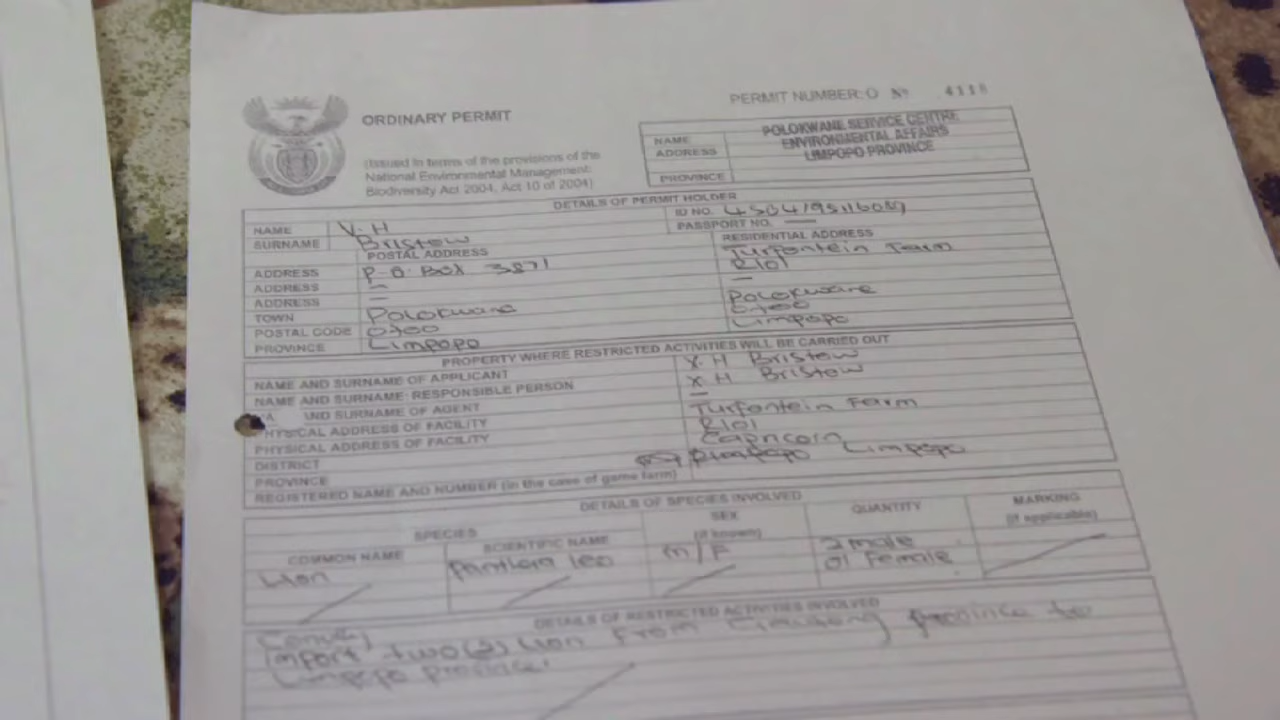 PERMIT NUMBER: O Nº 4118
ORDINARY PERMIT
(Issued in terms of the provisions of the
National Environmental Management:
Biodiversity Act 2004, Act 10 of 2004)
NAME
ADDRESS
PROVINCE
POLOKWANE SERVICE CENTRE
ENVIRONMENTAL AFFAIRS
LIMPOPO PROVINCE
DETAILS OF PERMIT HOLDER
NAME V.H
ID NO.
SURNAME Bristow
PASSPORT NO. —
POSTAL ADDRESS RESIDENTIAL ADDRESS
ADDRESS P.O. BOX 3871 Turfontein Farm
ADDRESS — R101
ADDRESS — —
TOWN Polokwane Polokwane
POSTAL CODE 0700 0700
PROVINCE Limpopo Limpopo
PROPERTY WHERE RESTRICTED ACTIVITIES WILL BE CARRIED OUT
NAME AND SURNAME OF APPLICANT V.H Bristow
NAME AND SURNAME: RESPONSIBLE PERSON V.H Bristow
AND SURNAME OF AGENT —
PHYSICAL ADDRESS OF FACILITY Turfontein Farm
PHYSICAL ADDRESS OF FACILITY R101
DISTRICT Capricorn
PROVINCE Limpopo
REGISTERED NAME AND NUMBER (in the case of game farm)
DETAILS OF SPECIES INVOLVED
SPECIES SEX QUANTITY MARKING
COMMON NAME SCIENTIFIC NAME (if known) (if applicable)
Lion Panthera leo M/F 2 male
01 Female
DETAILS OF RESTRICTED ACTIVITIES INVOLVED
Convey
Import two(2) Lion From Gauteng province to
Limpopo province.